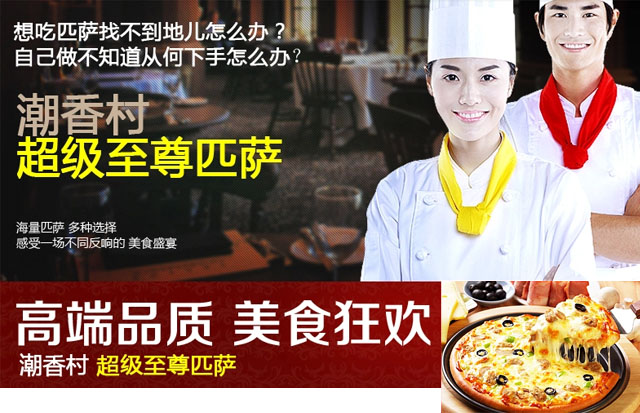 想吃匹萨找不到地儿怎么办？
自己做不知道从何下手怎么办?
潮香村
超级至尊匹萨
海量匹萨 多种选择
感受一场不同反响的 美食盛宴
高端品质 美食狂欢
潮香村 超级至尊匹萨